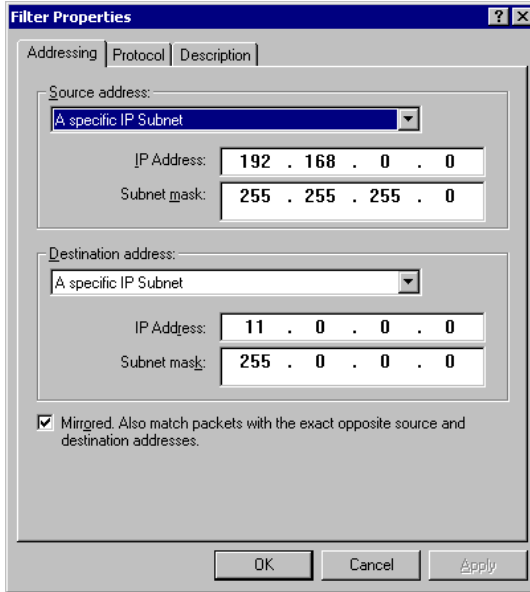 Filter Properties
Addressing Protocol Description
Source address:
A specific IP Subnet
IP Address: 192 . 168 . 0 . 0
Subnet mask: 255 . 255 . 255 . 0
Destination address:
A specific IP Subnet
IP Address: 11 . 0 . 0 . 0
Subnet mask: 255 . 0 . 0 . 0
Mirrored. Also match packets with the exact opposite source and
destination addresses.
OK Cancel Apply